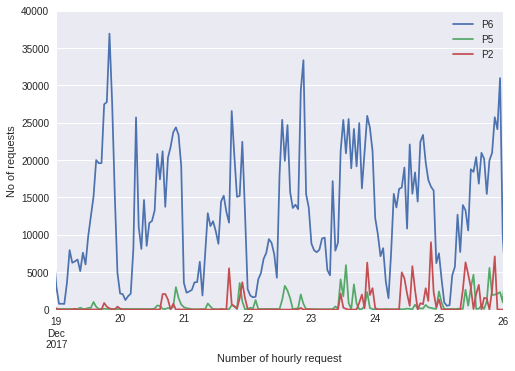 40000
35000
30000
25000
20000
15000
10000
5000
0
No of requests
P6
P5
P2
19 20 21 22 23 24 25 26
Dec
2017
Number of hourly request